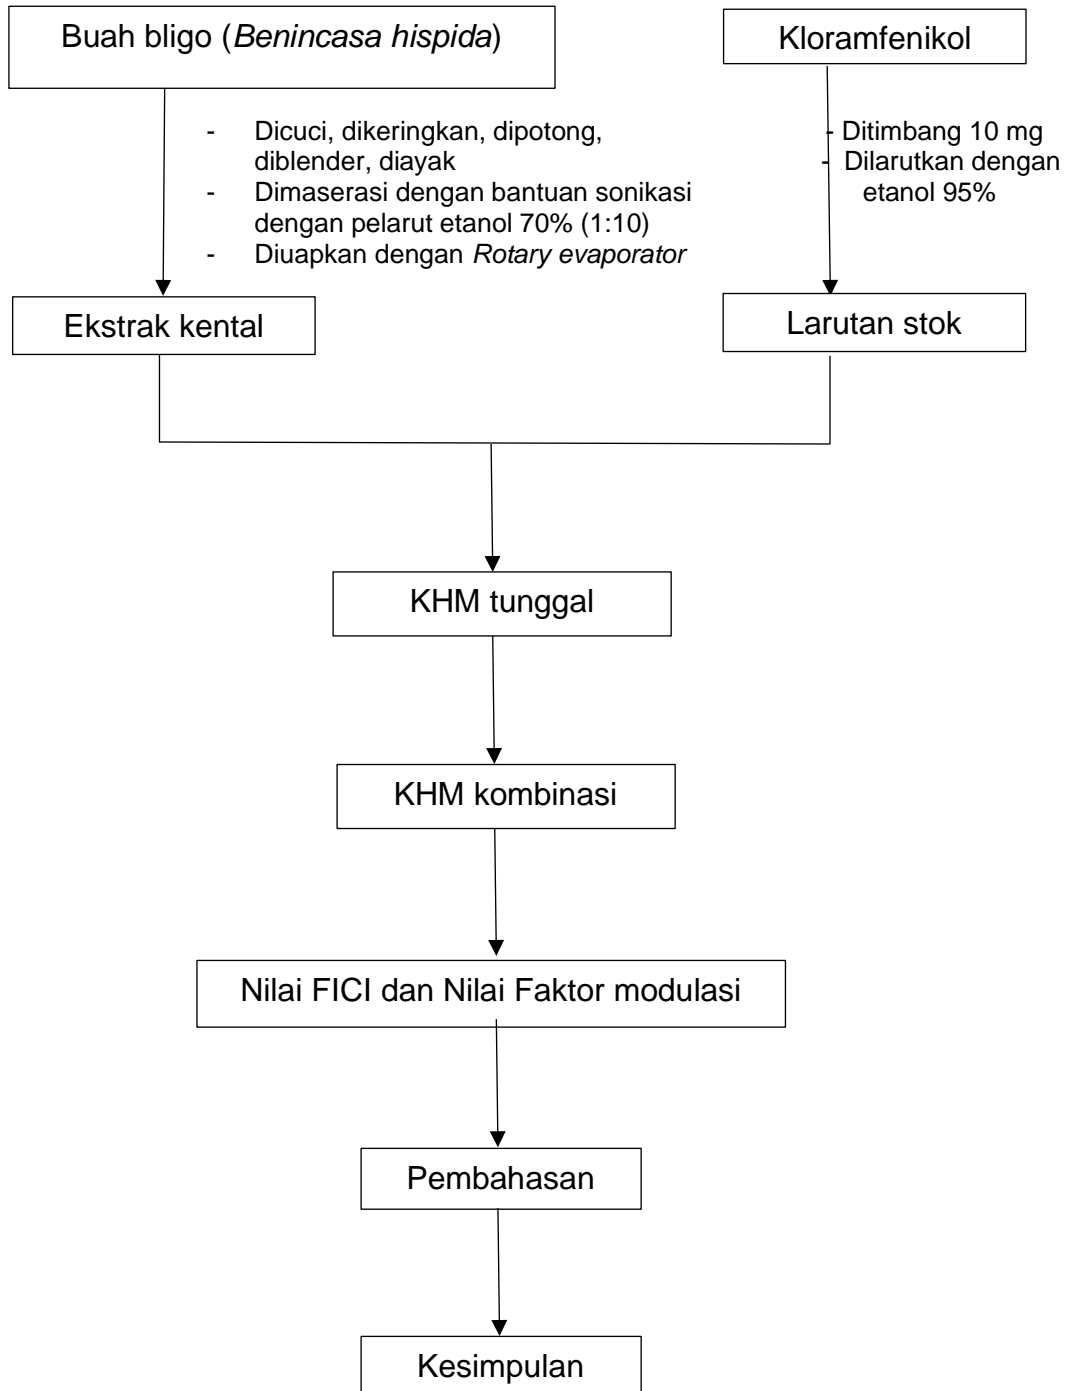 Buah bligo (Benincasa hispida)
Kloramfenikol
- Dicuci, dikeringkan, dipotong,
diblender, diayak
- Dimaserasi dengan bantuan sonikasi
dengan pelarut etanol 70% (1:10)
- Diuapkan dengan Rotary evaporator
- Ditimbang 10 mg
- Dilarutkan dengan
etanol 95%
Ekstrak kental
Larutan stok
KHM tunggal
KHM kombinasi
Nilai FICI dan Nilai Faktor modulasi
Pembahasan
Kesimpulan